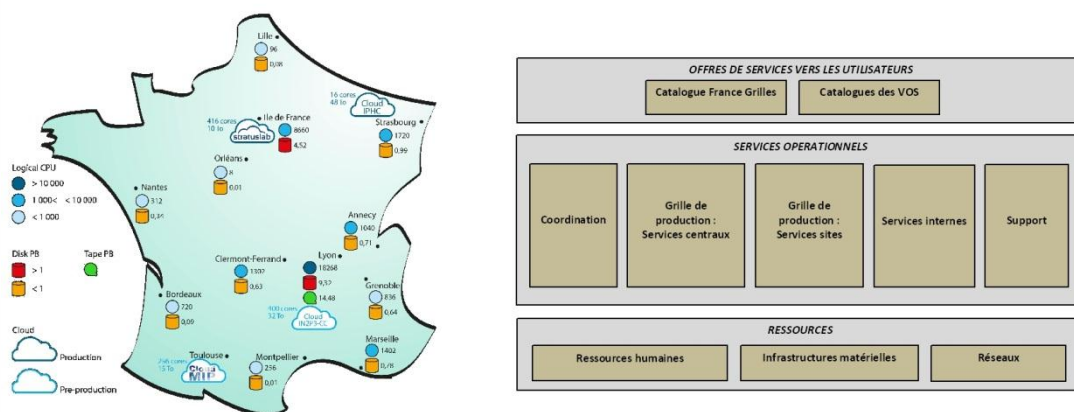 Lille
96
0,08
16 cores
48 To
Cloud
IPHC
416 cores
10 To
stratuslab
Ile de France
8660
4,52
Strasbourg
1720
0,99
Orléans
8
0,01
Logical CPU
> 10 000
1 000< < 10 000
< 1 000
Nantes
312
0,34
Annecy
1040
0,71
Disk PB
Tape PB
> 1
< 1
Clermont-Ferrand
0,63
Lyon
18268
9,32
14,48
Cloud
IN2P3-CC
Grenoble
836
0,64
Bordeaux
720
0,09
Cloud
Production
Pre-production
Toulouse
Cloud
MIP
Montpellier
256
0,01
Marseille
1402
0,78
OFFRES DE SERVICES VERS LES UTILISATEURS
Catalogue France Grilles
Catalogues des VOS
SERVICES OPERATIONNELS
Coordination
Grille de
production :
Services centraux
Grille de
production :
Services sites
Services internes
Support
RESSOURCES
Ressources humaines
Infrastructures matérielles
Réseaux